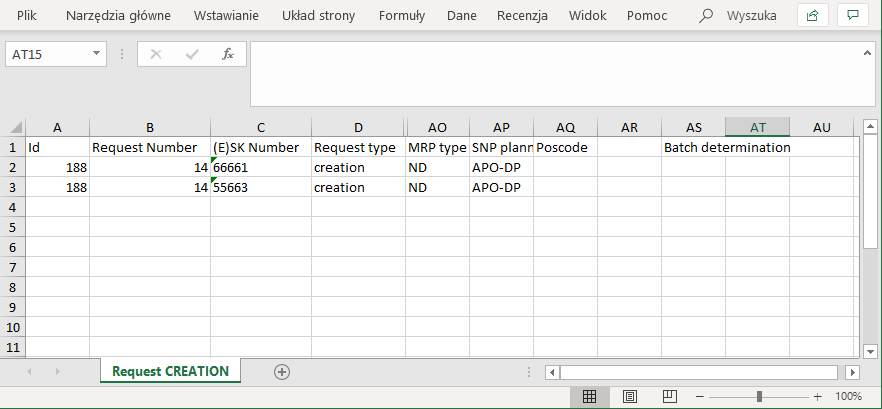 Plik Narzędzia główne Wstawianie Układ strony Formuły Dane Recenzja Widok Pomoc Wyszuka
AT15 fx
A B C D AO AP AQ AR AS AT AU
1 Id Request Number (E)SK Number Request type MRP type SNP plann Poscode Batch determination
2 188 14 66661 creation ND APO-DP
3 188 14 55663 creation ND APO-DP
4
5
6
7
8
9
10
11
Request CREATION
100%